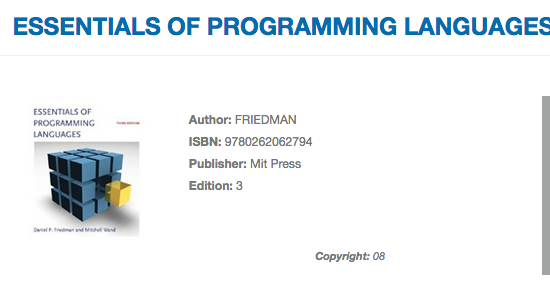 ESSENTIALS OF PROGRAMMING LANGUAGES
ESSENTIALS OF
PROGRAMMING
LANGUAGES
THIRD EDITION
Daniel P. Friedman and Mitchell Wand
Author: FRIEDMAN
ISBN: 9780262062794
Publisher: Mit Press
Edition: 3
Copyright: 08